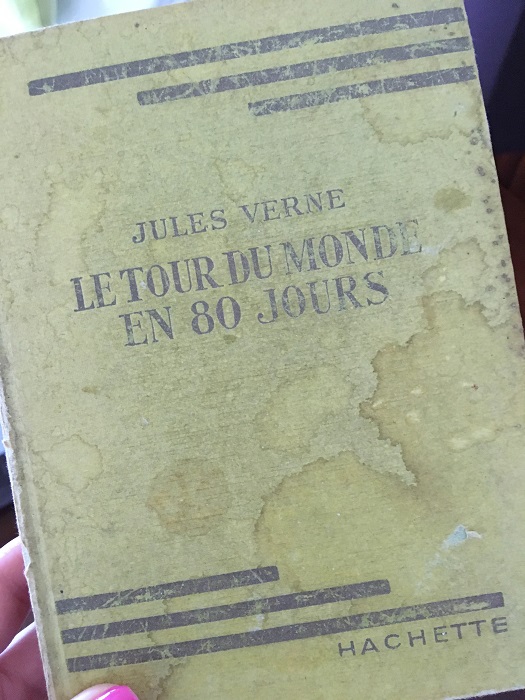 JULES VERNE
LE TOUR DU MONDE
EN 80 JOURS
HACHETTE